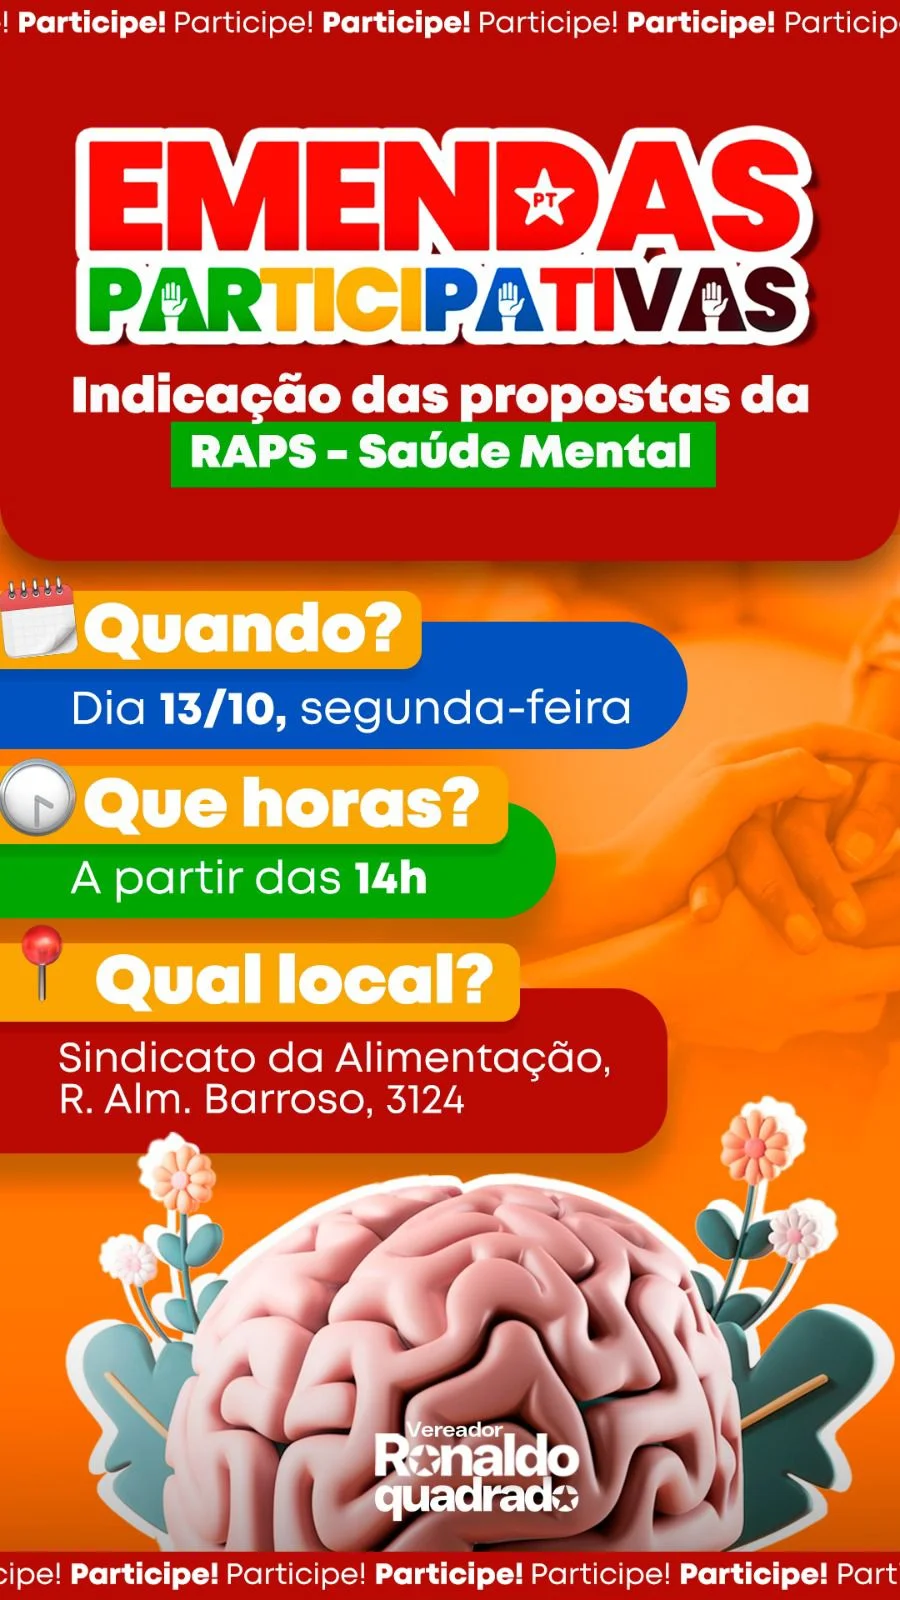 ! Participe! Participe! Participe! Participe! Participe! Particip
EMENDAS
PT
PARTICIPATIVAS
Indicação das propostas da
RAPS - Saúde Mental
Quando?
Dia 13/10, segunda-feira
Que horas?
A partir das 14h
Qual local?
Sindicato da Alimentação,
R. Alm. Barroso, 3124
Vereador
Ronaldo
quadrado
cipe! Participe! Participe! Participe! Participe! Participe! Part